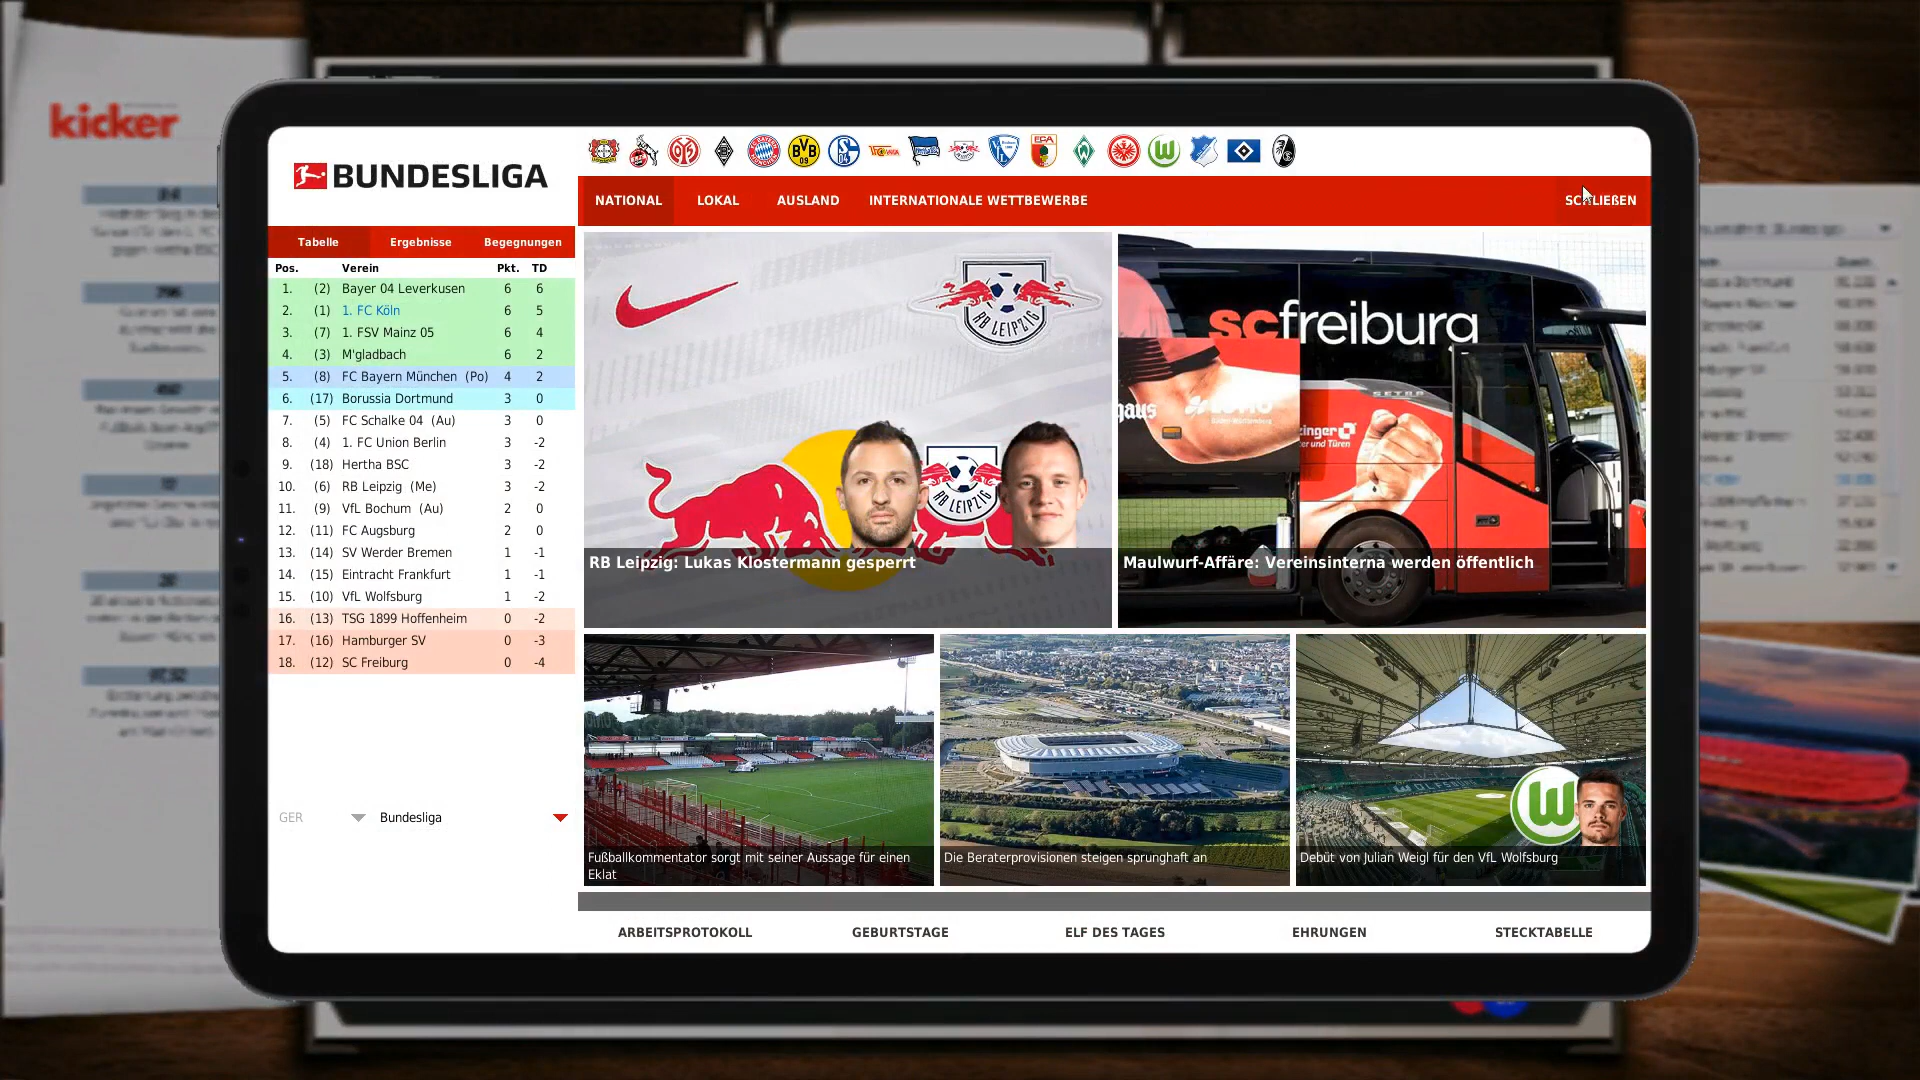 kicker
BUNDESLIGA
NATIONAL LOKAL AUSLAND INTERNATIONALE WETTBEWERBE SCHLIEßEN
Tabelle Ergebnisse Begegnungen
Pos. Verein Pkt. TD
1. (2) Bayer 04 Leverkusen 6 6
2. (1) 1. FC Köln 6 5
3. (7) 1. FSV Mainz 05 6 4
4. (3) M'gladbach 6 2
5. (8) FC Bayern München (Po) 4 2
6. (17) Borussia Dortmund 3 0
7. (5) FC Schalke 04 (Au) 3 0
8. (4) 1. FC Union Berlin 3 -2
9. (18) Hertha BSC 3 -2
10. (6) RB Leipzig (Me) 3 -2
11. (9) VfL Bochum (Au) 2 0
12. (11) FC Augsburg 2 0
13. (14) SV Werder Bremen 1 -1
14. (15) Eintracht Frankfurt 1 -1
15. (10) VfL Wolfsburg 1 -2
16. (13) TSG 1899 Hoffenheim 0 -2
17. (16) Hamburger SV 0 -3
18. (12) SC Freiburg 0 -4
GER Bundesliga
RB LEIPZIG
RB LEIPZIG
RB Leipzig: Lukas Klostermann gesperrt
scfreiburg
SETRA
Maulwurf-Affäre: Vereinsinterna werden öffentlich
Fußballkommentator sorgt mit seiner Aussage für einen
Eklat
Die Beraterprovisionen steigen sprunghaft an
Debüt von Julian Weigl für den VfL Wolfsburg
ARBEITSPROTOKOLL GEBURTSTAGE ELF DES TAGES EHRUNGEN STECKTABELLE